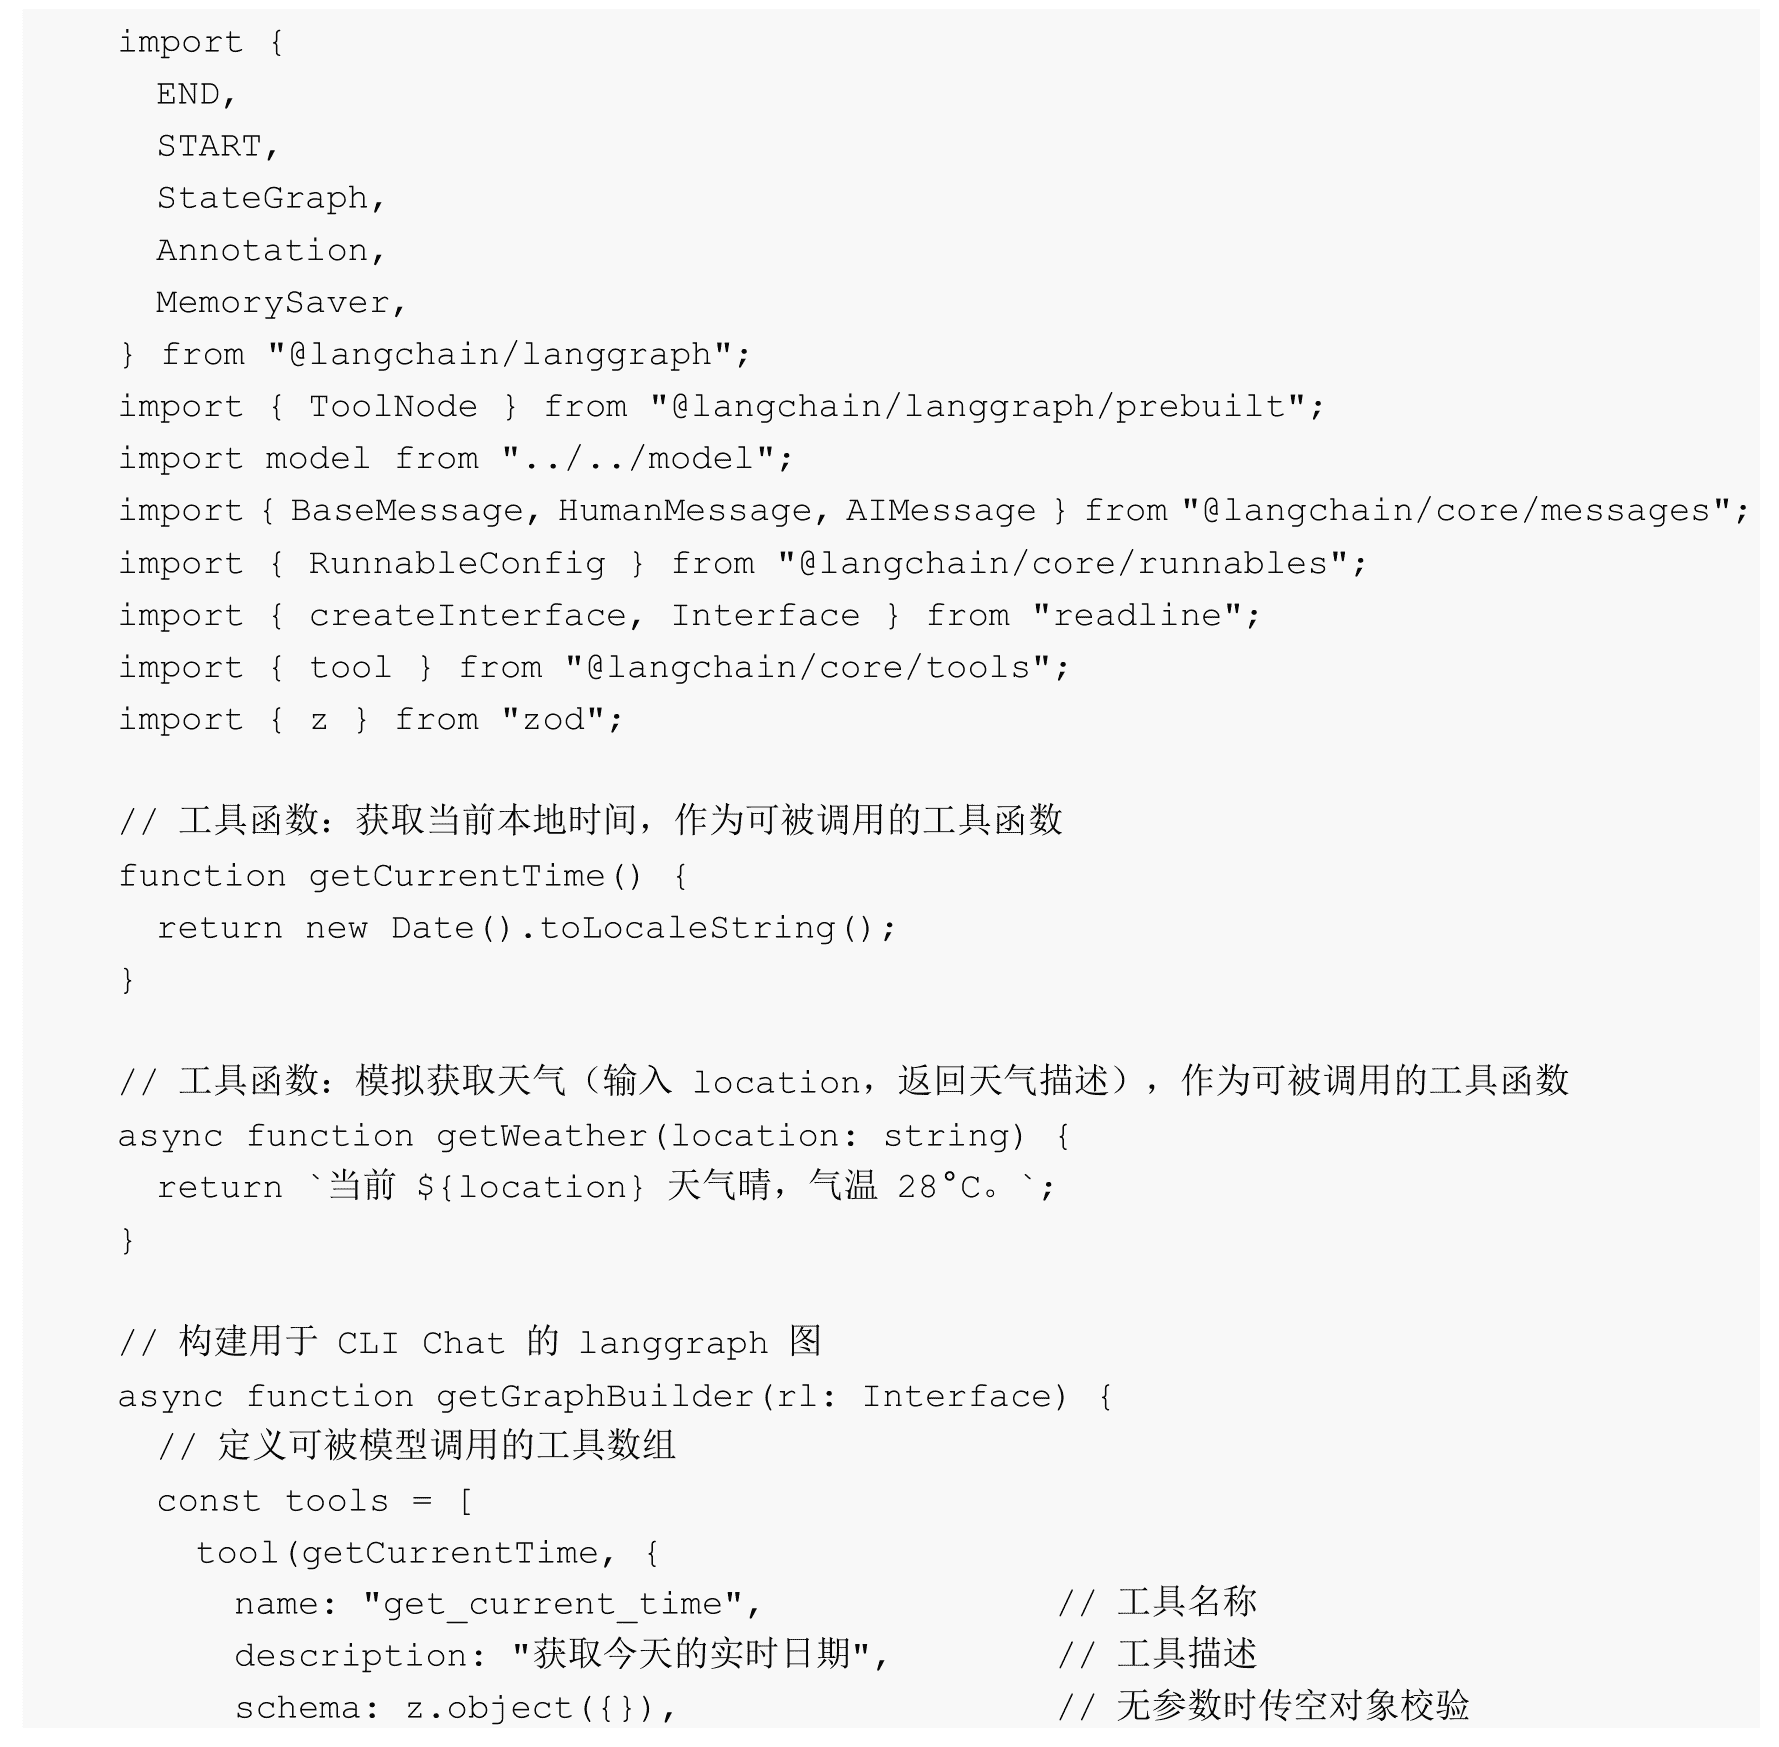 import {
  END,
  START,
  StateGraph,
  Annotation,
  MemorySaver,
} from "@langchain/langgraph";
import { ToolNode } from "@langchain/langgraph/prebuilt";
import model from "../../model";
import { BaseMessage, HumanMessage, AIMessage } from "@langchain/core/messages";
import { RunnableConfig } from "@langchain/core/runnables";
import { createInterface, Interface } from "readline";
import { tool } from "@langchain/core/tools";
import { z } from "zod";

// 工具函数：获取当前本地时间，作为可被调用的工具函数
function getCurrentTime() {
  return new Date().toLocaleString();
}

// 工具函数：模拟获取天气（输入 location，返回天气描述），作为可被调用的工具函数
async function getWeather(location: string) {
  return `当前 ${location} 天气晴，气温 28°C。`;
}

// 构建用于 CLI Chat 的 langgraph 图
async function getGraphBuilder(rl: Interface) {
  // 定义可被模型调用的工具数组
  const tools = [
    tool(getCurrentTime, {
      name: "get_current_time",              // 工具名称
      description: "获取今天的实时日期",        // 工具描述
      schema: z.object({}),                  // 无参数时传空对象校验